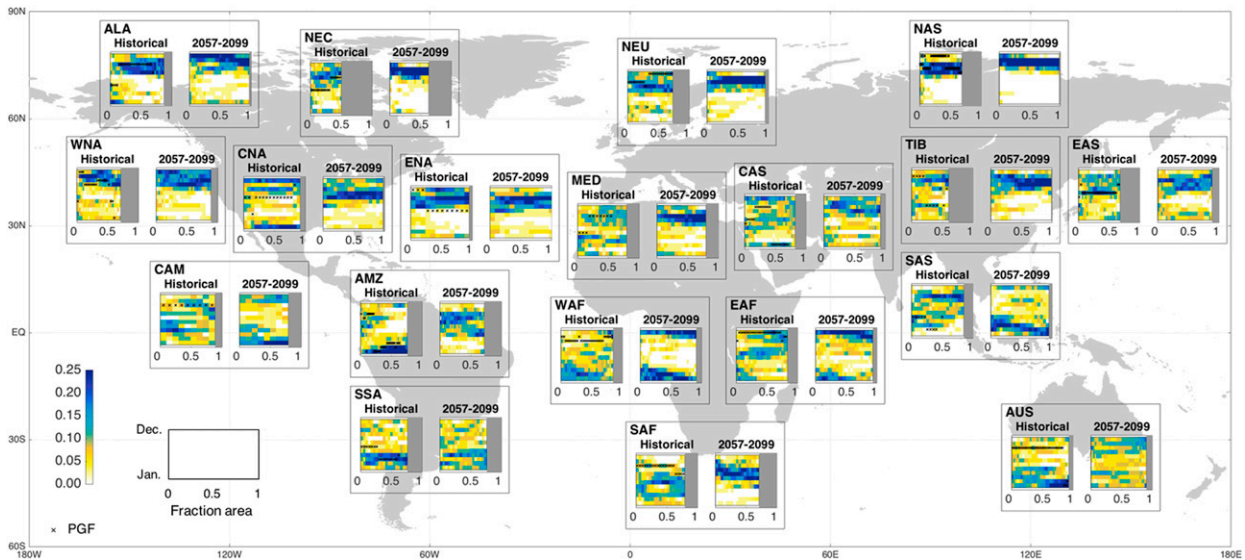 90N
60N
30N
EQ
30S
60S
180W
120W
60W
0
60E
120E
180E
ALA
Historical 2057-2099
0 0.5 1 0 0.5 1
NEC
Historical 2057-2099
0 0.5 1 0 0.5 1
NEU
Historical 2057-2099
0 0.5 1 0 0.5 1
NAS
Historical 2057-2099
0 0.5 1 0 0.5 1
WNA
Historical 2057-2099
0 0.5 1 0 0.5 1
CNA
Historical 2057-2099
0 0.5 1 0 0.5 1
ENA
Historical 2057-2099
0 0.5 1 0 0.5 1
MED
Historical 2057-2099
0 0.5 1 0 0.5 1
CAS
Historical 2057-2099
0 0.5 1 0 0.5 1
TIB
Historical 2057-2099
0 0.5 1 0 0.5 1
EAS
Historical 2057-2099
0 0.5 1 0 0.5 1
CAM
Historical 2057-2099
0 0.5 1 0 0.5 1
AMZ
Historical 2057-2099
0 0.5 1 0 0.5 1
WAF
Historical 2057-2099
0 0.5 1 0 0.5 1
EAF
Historical 2057-2099
0 0.5 1 0 0.5 1
SAS
Historical 2057-2099
0 0.5 1 0 0.5 1
SSA
Historical 2057-2099
0 0.5 1 0 0.5 1
SAF
Historical 2057-2099
0 0.5 1 0 0.5 1
AUS
Historical 2057-2099
0 0.5 1 0 0.5 1
0.25
0.20
0.15
0.10
0.05
0.00
Dec.
Jan.
0 0.5 1
Fraction area
× PGF